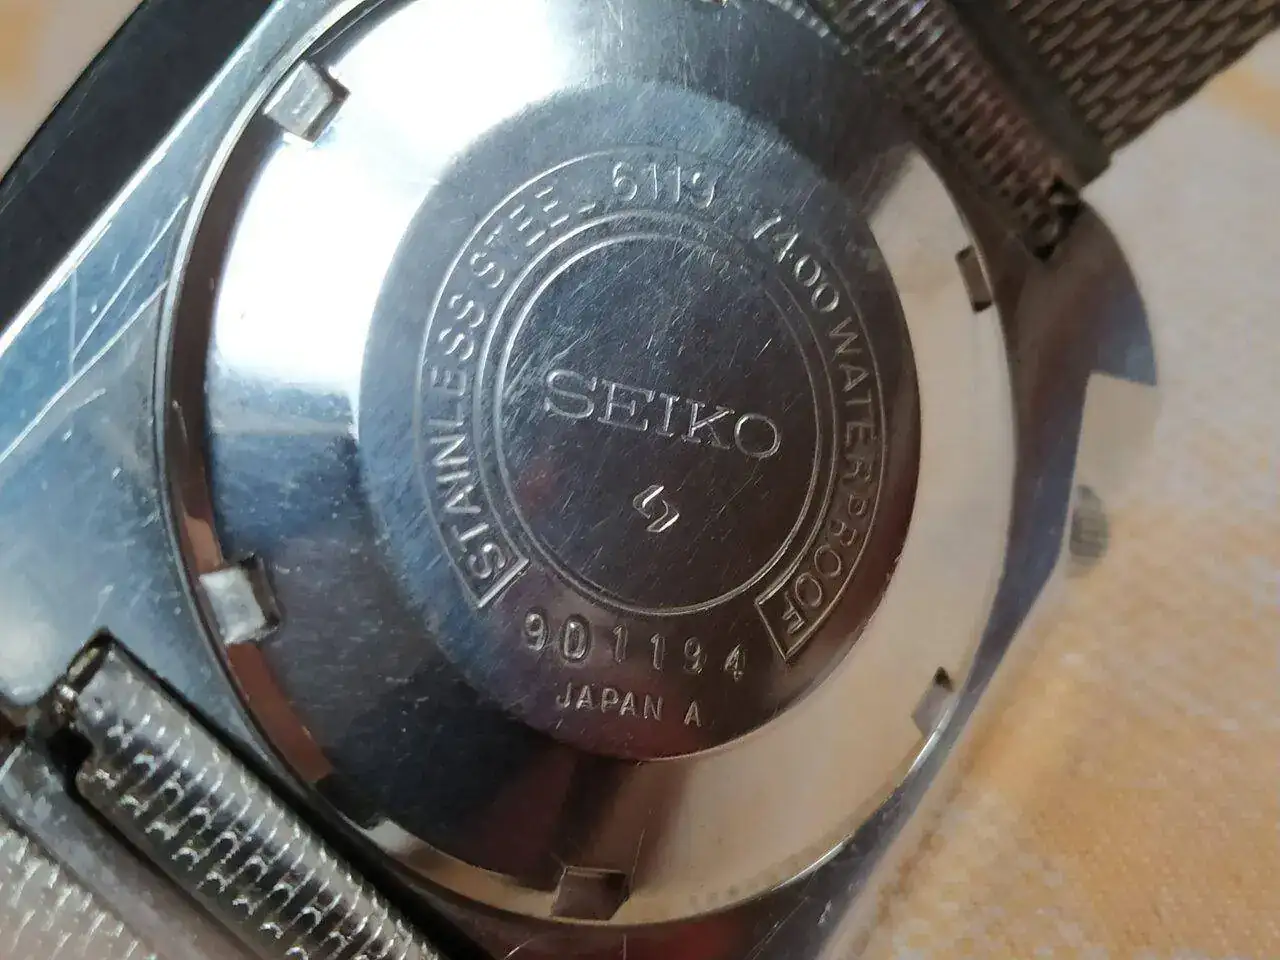 STAINLESS STEEL 6119 7400 WATERPROOF
SEIKO
901194
JAPAN A